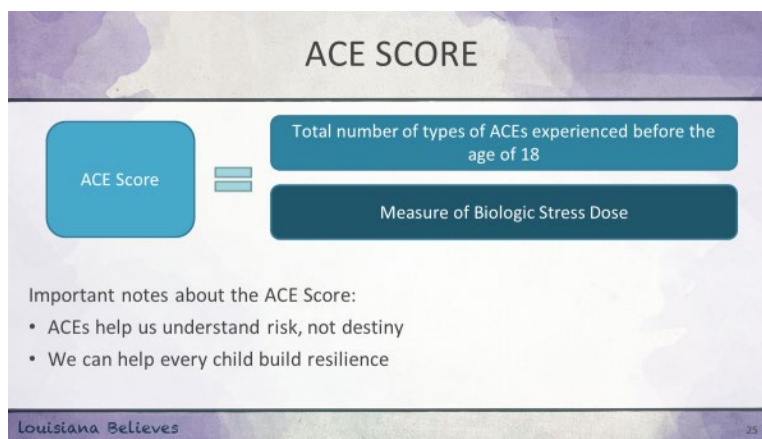 ACE SCORE
ACE Score
Total number of types of ACEs experienced before the
age of 18
Measure of Biologic Stress Dose
Important notes about the ACE Score:
• ACEs help us understand risk, not destiny
• We can help every child build resilience
Louisiana Believes
25